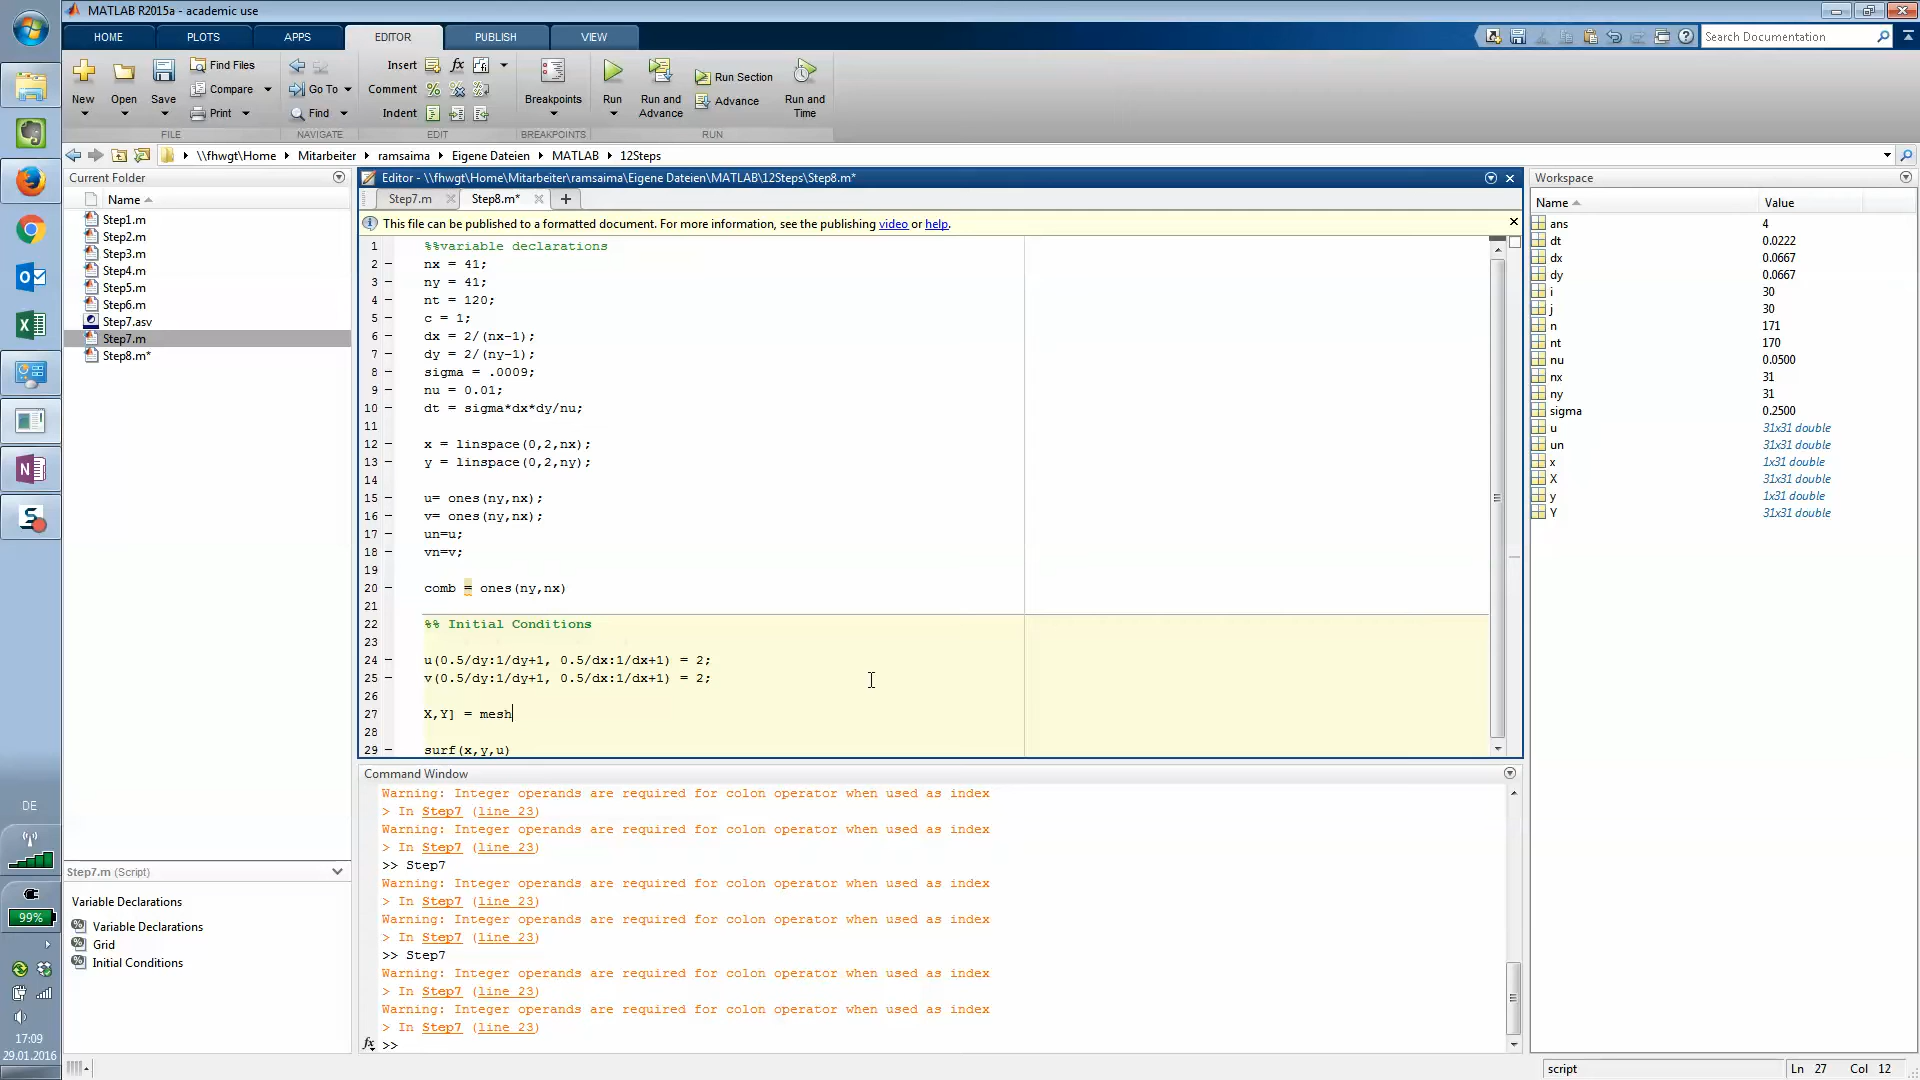 MATLAB R2015a - academic use
HOME
PLOTS
APPS
EDITOR
PUBLISH
VIEW
Search Documentation
New
Open
Save
Find Files
Compare
Print
FILE
Go To
Find
NAVIGATE
Insert
Comment
Indent
EDIT
Breakpoints
BREAKPOINTS
Run
Run and Advance
Run Section
Advance
Run and Time
RUN
\\fhwgt\Home
Mitarbeiter
ramsaima
Eigene Dateien
MATLAB
12Steps
Current Folder
Name
Step1.m
Step2.m
Step3.m
Step4.m
Step5.m
Step6.m
Step7.asv
Step7.m
Step8.m*
Step7.m (Script)
Variable Declarations
Variable Declarations
Grid
Initial Conditions
Editor - \\fhwgt\Home\Mitarbeiter\ramsaima\Eigene Dateien\MATLAB\12Steps\Step8.m*
Step7.m
Step8.m*
This file can be published to a formatted document. For more information, see the publishing video or help.
1 %%variable declarations
2 nx = 41;
3 ny = 41;
4 nt = 120;
5 c = 1;
6 dx = 2/(nx-1);
7 dy = 2/(ny-1);
8 sigma = .0009;
9 nu = 0.01;
10 dt = sigma*dx*dy/nu;
11
12 x = linspace(0,2,nx);
13 y = linspace(0,2,ny);
14
15 u= ones(ny,nx);
16 v= ones(ny,nx);
17 un=u;
18 vn=v;
19
20 comb = ones(ny,nx)
21
22 %% Initial Conditions
23
24 u(0.5/dy:1/dy+1, 0.5/dx:1/dx+1) = 2;
25 v(0.5/dy:1/dy+1, 0.5/dx:1/dx+1) = 2;
26
27 X,Y] = mesh
28
29 surf(x,y,u)
Command Window
Warning: Integer operands are required for colon operator when used as index
> In Step7 (line 23)
Warning: Integer operands are required for colon operator when used as index
> In Step7 (line 23)
>> Step7
Warning: Integer operands are required for colon operator when used as index
> In Step7 (line 23)
Warning: Integer operands are required for colon operator when used as index
> In Step7 (line 23)
>> Step7
Warning: Integer operands are required for colon operator when used as index
> In Step7 (line 23)
Warning: Integer operands are required for colon operator when used as index
> In Step7 (line 23)
fx >>
Workspace
Name Value
ans 4
dt 0.0222
dx 0.0667
dy 0.0667
i 30
j 30
n 171
nt 170
nu 0.0500
nx 31
ny 31
sigma 0.2500
u 31x31 double
un 31x31 double
x 1x31 double
X 31x31 double
y 1x31 double
Y 31x31 double
script
Ln 27 Col 12
DE
99%
17:09
29.01.2016